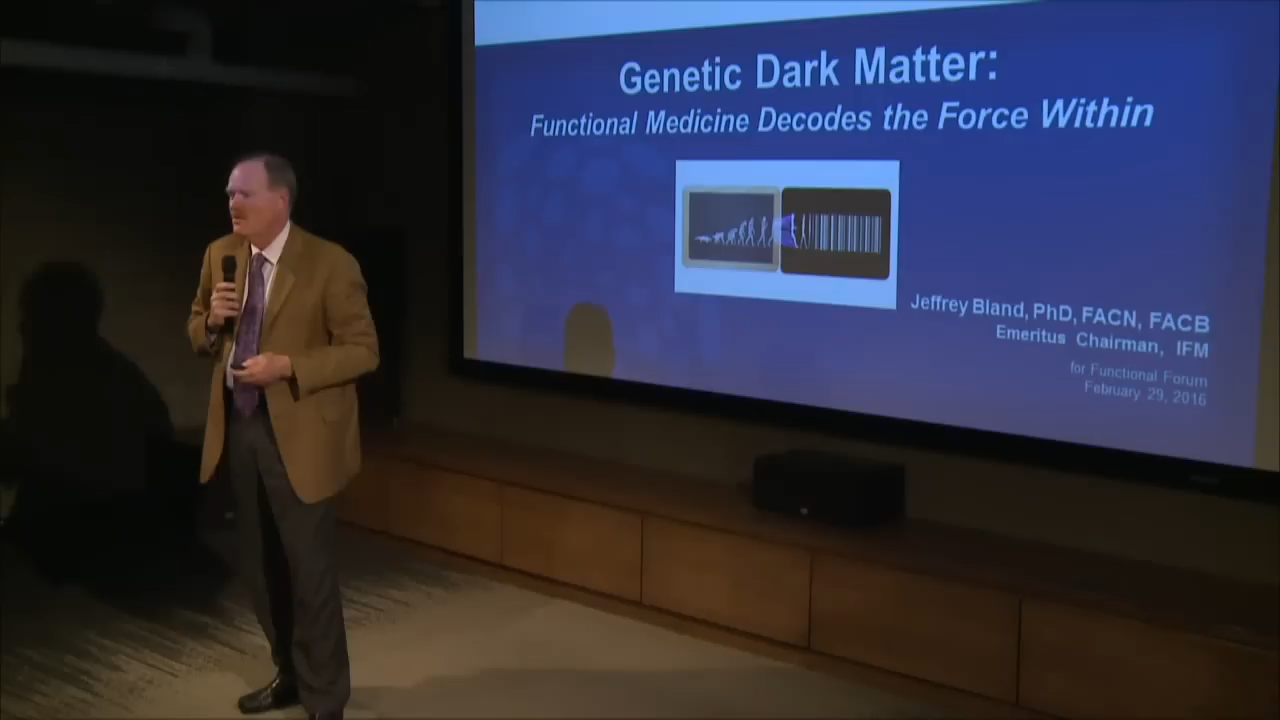 Genetic Dark Matter:
Functional Medicine Decodes the Force Within
Jeffrey Bland, PhD, FACN, FACB
Emeritus Chairman, IFM
for Functional Forum
February 29, 2016